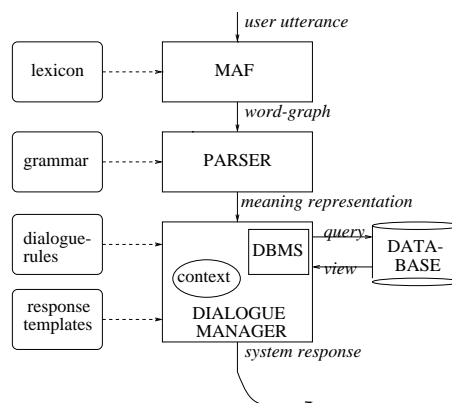 user utterance
lexicon
MAF
word-graph
grammar
PARSER
meaning representation
dialogue-
rules
DBMS
query
view
DATA-
BASE
context
response
templates
DIALOGUE
MANAGER
system response